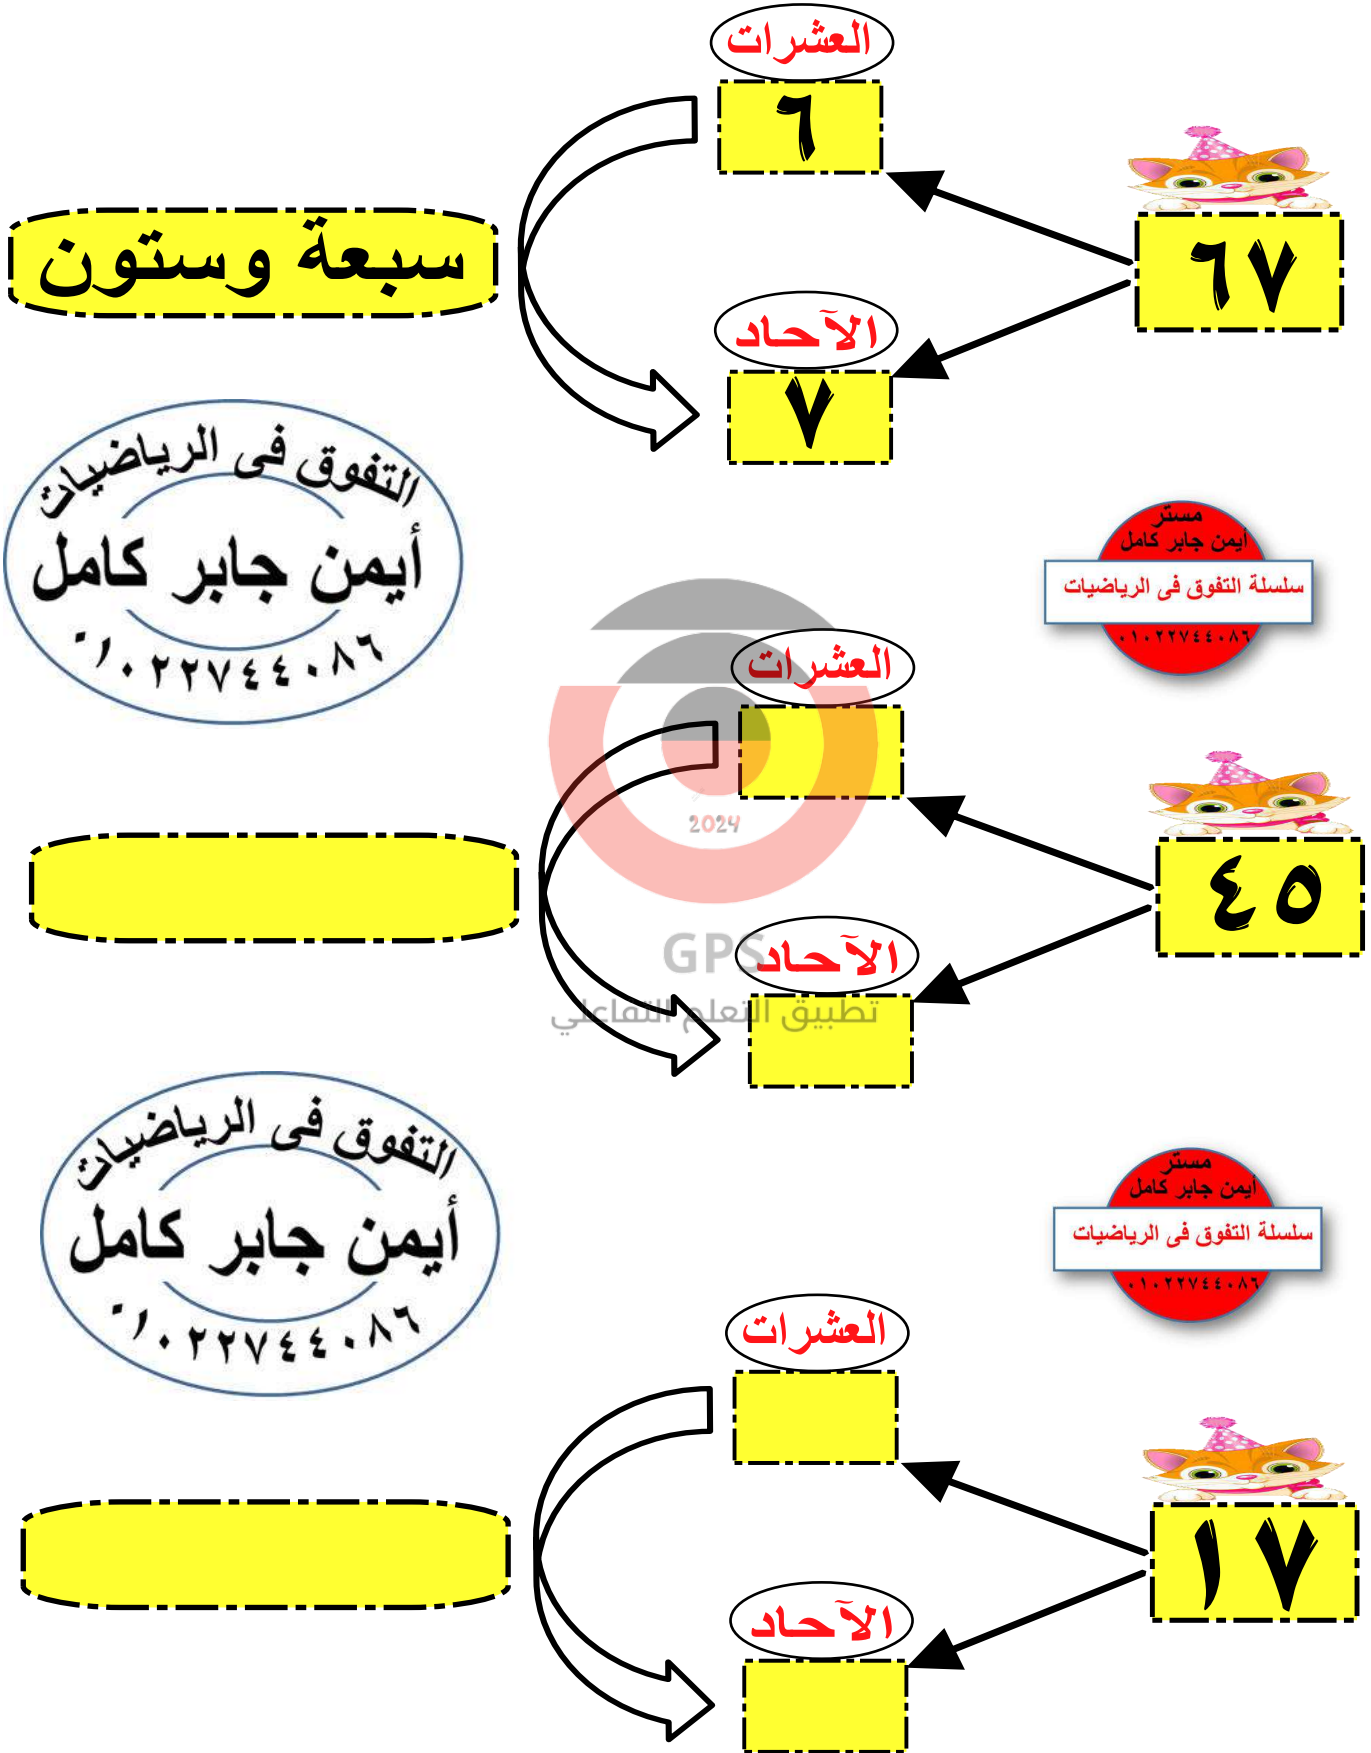 العشرات
٦
٦٧
سبعة وستون
الآحاد
٧
التفوق فى الرياضيات
أيمن جابر كامل
٠١٠٢٢٧٤٤٠٨٦
مستر
أيمن جابر كامل
سلسلة التفوق فى الرياضيات
٠١٠٢٢٧٤٤٠٨٦
العشرات
2024
٤٥
GPS
الآحاد
تطبيق التعلم التفاعلي
التفوق فى الرياضيات
أيمن جابر كامل
٠١٠٢٢٧٤٤٠٨٦
مستر
أيمن جابر كامل
سلسلة التفوق فى الرياضيات
٠١٠٢٢٧٤٤٠٨٦
العشرات
١٧
الآحاد